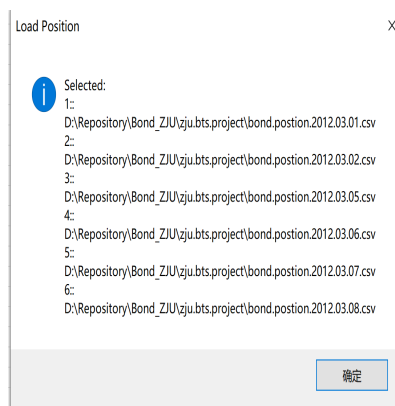 Load Position
Selected:
1::
D:\Repository\Bond_ZJU\zju.bts.project\bond.postion.2012.03.01.csv
2::
D:\Repository\Bond_ZJU\zju.bts.project\bond.postion.2012.03.02.csv
3::
D:\Repository\Bond_ZJU\zju.bts.project\bond.postion.2012.03.05.csv
4::
D:\Repository\Bond_ZJU\zju.bts.project\bond.postion.2012.03.06.csv
5::
D:\Repository\Bond_ZJU\zju.bts.project\bond.postion.2012.03.07.csv
6::
D:\Repository\Bond_ZJU\zju.bts.project\bond.postion.2012.03.08.csv
确定